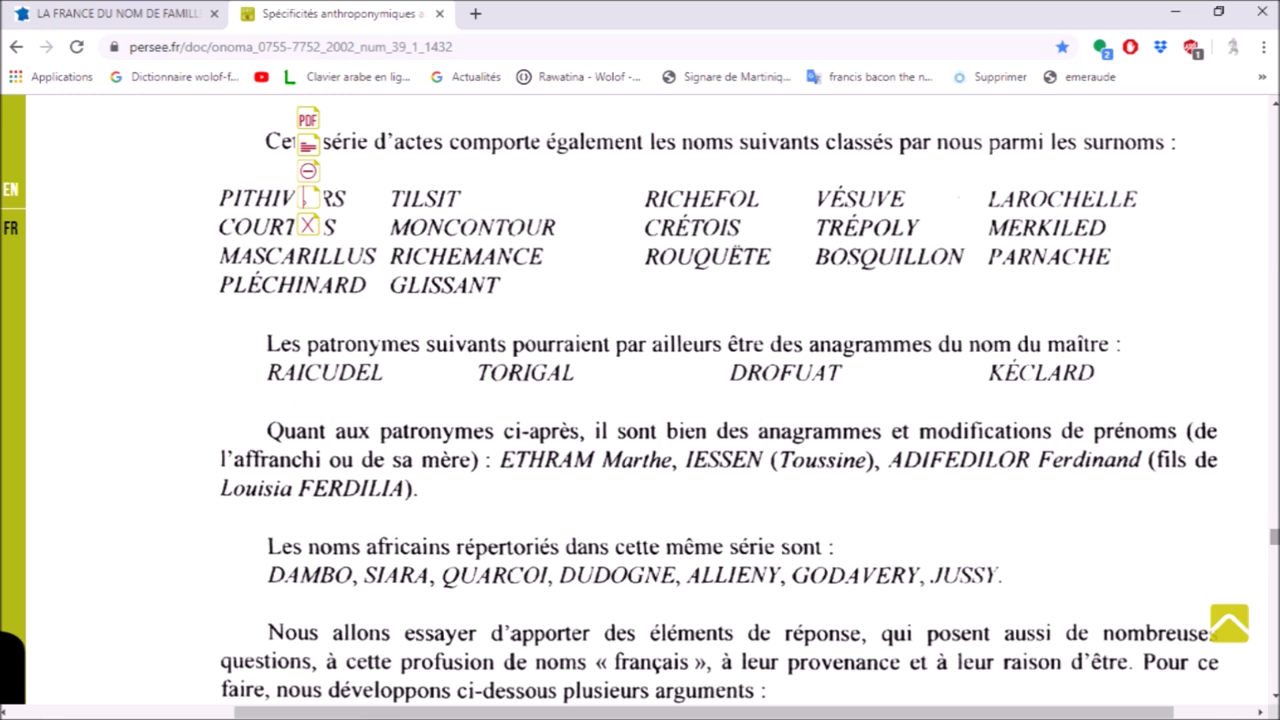 LA FRANCE DU NOM DE FAMILL
Spécificités anthroponymiques a
persee.fr/doc/onoma_0755-7752_2002_num_39_1_1432
2
1
Applications
Dictionnaire wolof-f...
Clavier arabe en lig...
Actualités
Rawatina - Wolof -...
Signare de Martiniq...
francis bacon the n...
Supprimer
emeraude
»
EN
FR
PDF
série d'actes comporte également les noms suivants classés par nous parmi les surnoms :
TILSIT RICHEFOL VÉSUVE LAROCHELLE
MONCONTOUR CRÉTOIS TRÉPOLY MERKILED
MASCARILLUS RICHEMANCE ROUQUËTE BOSQUILLON PARNACHE
PLÉCHINARD GLISSANT
Les patronymes suivants pourraient par ailleurs être des anagrammes du nom du maître :
RAICUDEL TORIGAL DROFUAT KÉCLARD
Quant aux patronymes ci-après, il sont bien des anagrammes et modifications de prénoms (de
l'affranchi ou de sa mère) : ETHRAM Marthe, IESSEN (Toussine), ADIFEDILOR Ferdinand (fils de
Louisia FERDILIA).
Les noms africains répertoriés dans cette même série sont :
DAMBO, SIARA, QUARCOI, DUDOGNE, ALLIENY, GODAVERY, JUSSY.
Nous allons essayer d'apporter des éléments de réponse, qui posent aussi de nombreuses
questions, à cette profusion de noms « français », à leur provenance et à leur raison d'être. Pour ce
faire, nous développons ci-dessous plusieurs arguments :